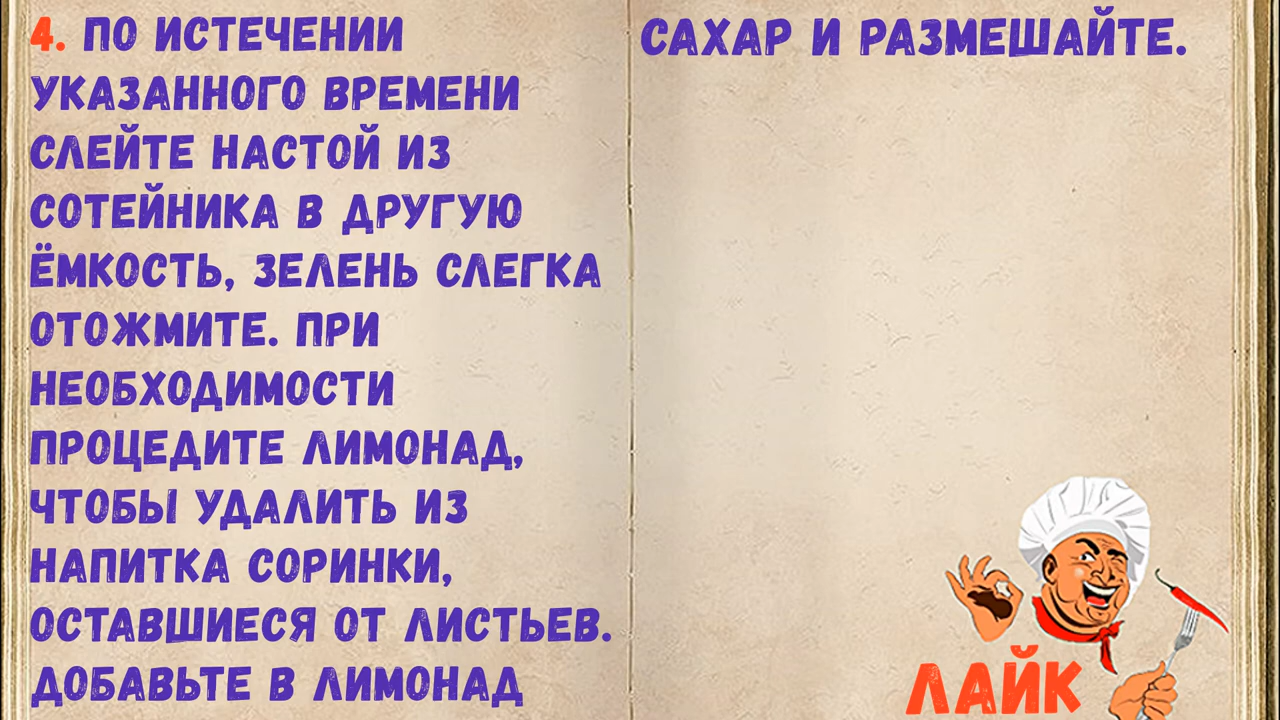 4. ПО ИСТЕЧЕНИИ
УКАЗАННОГО ВРЕМЕНИ
СЛЕЙТЕ НАСТОЙ ИЗ
СОТЕЙНИКА В ДРУГУЮ
ЁМКОСТЬ, ЗЕЛЕНЬ СЛЕГКА
ОТОЖМИТЕ. ПРИ
НЕОБХОДИМОСТИ
ПРОЦЕДИТЕ ЛИМОНАД,
ЧТОБЫ УДАЛИТЬ ИЗ
НАПИТКА СОРИНКИ,
ОСТАВШИЕСЯ ОТ ЛИСТЬЕВ.
ДОБАВЬТЕ В ЛИМОНАД
САХАР И РАЗМЕШАЙТЕ.
ЛАЙК